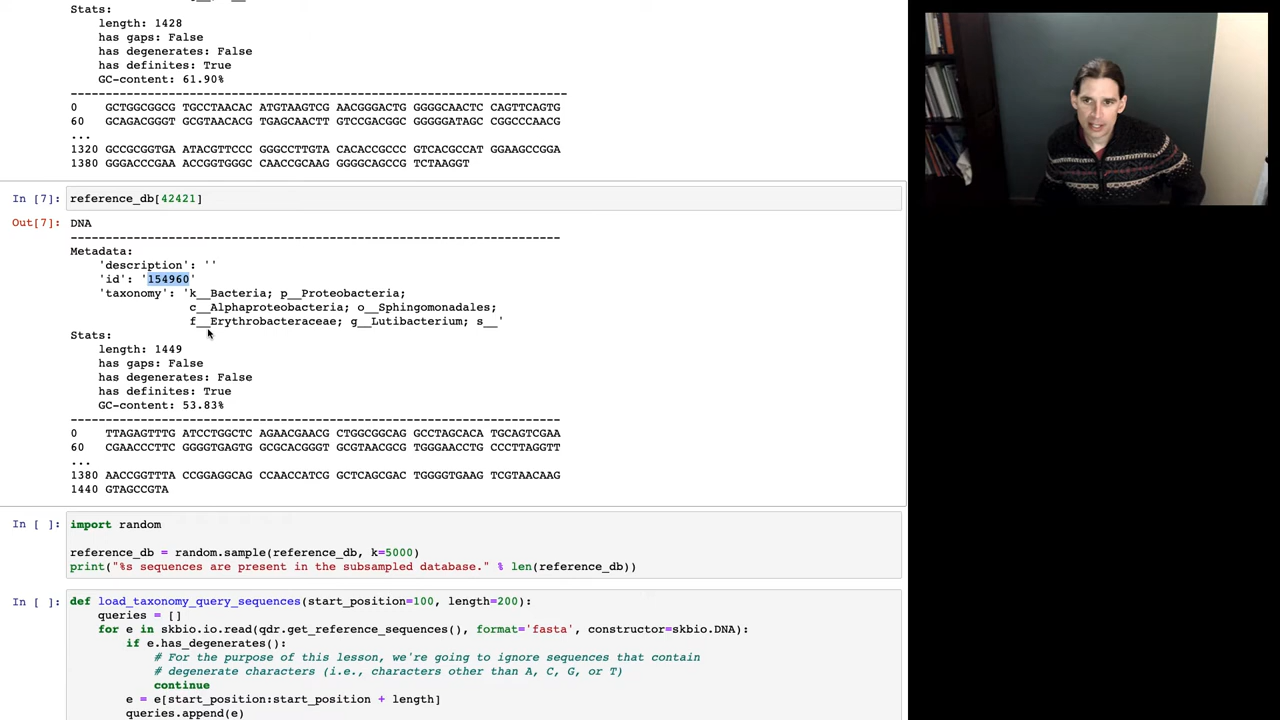 Stats:
length: 1428
has gaps: False
has degenerates: False
has definites: True
GC-content: 61.90%
0 GCTGGCGGCG TGCCTAACAC ATGTAAGTCG AACGGGACTG GGGGCAACTC CAGTTCAGTG
60 GCAGACGGGT GCGTAACACG TGAGCAACTT GTCCGACGGC GGGGGATAGC CGGCCCAACG
...
1320 GCCGCGGTGA ATACGTTCCC GGGCCTTGTA CACACCGCCC GTCACGCCAT GGAAGCCGGA
1380 GGGACCCGAA ACCGGTGGGC CAACCGCAAG GGGGCAGCCG TCTAAGGT
In [7]: reference_db[42421]
Out[7]: DNA
Metadata:
'description': ''
'id': '154960'
'taxonomy': 'k__Bacteria; p__Proteobacteria;
c__Alphaproteobacteria; o__Sphingomonadales;
f__Erythrobacteraceae; g__Lutibacterium; s__'
Stats:
length: 1449
has gaps: False
has degenerates: False
has definites: True
GC-content: 53.83%
0 TTAGAGTTTG ATCCTGGCTC AGAACGAACG CTGGCGGCAG GCCTAGCACA TGCAGTCGAA
60 CGAACCCTTC GGGGTGAGTG GCGCACGGGT GCGTAACGCG TGGGAACCTG CCCTTAGGTT
...
1380 AACCGGTTTA CCGGAGGCAG CCAACCATCG GCTCAGCGAC TGGGGTGAAG TCGTAACAAG
1440 GTAGCCGTA
In [ ]: import random
reference_db = random.sample(reference_db, k=5000)
print("%s sequences are present in the subsampled database." % len(reference_db))
In [ ]: def load_taxonomy_query_sequences(start_position=100, length=200):
queries = []
for e in skbio.io.read(qdr.get_reference_sequences(), format='fasta', constructor=skbio.DNA):
if e.has_degenerates():
# For the purpose of this lesson, we're going to ignore sequences that contain
# degenerate characters (i.e., characters other than A, C, G, or T)
continue
e = e[start_position:start_position + length]
queries.append(e)